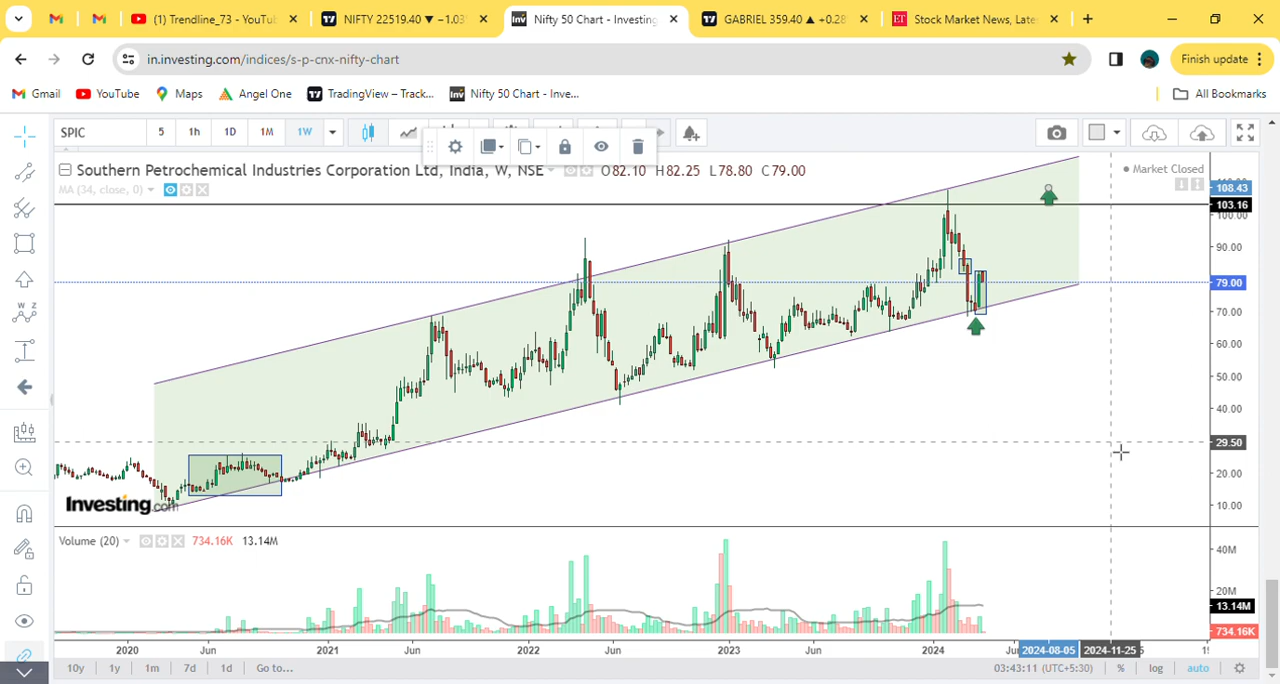 (1) Trendline_73 - YouTu
NIFTY 22519.40 ▼ −1.03
Nifty 50 Chart - Investing
GABRIEL 359.40 ▲ +0.28
ET Stock Market News, Late
in.investing.com/indices/s-p-cnx-nifty-chart
Finish update
Gmail YouTube Maps Angel One TradingView – Track... Nifty 50 Chart - Inve... All Bookmarks
SPIC 5 1h 1D 1M 1W
Southern Petrochemical Industries Corporation Ltd, India, W, NSE O82.10 H82.25 L78.80 C79.00
Market Closed
MA (34, close, 0)
108.43
103.16
100.00
90.00
79.00
70.00
60.00
50.00
40.00
29.50
20.00
10.00
Investing.com
Volume (20) 734.16K 13.14M
40M
20M
13.14M
734.16K
2020 Jun 2021 Jun 2022 Jun 2023 Jun 2024 2024-08-05 2024-11-25
10y 1y 1m 7d 1d Go to... 03:43:11 (UTC+5:30) % log auto